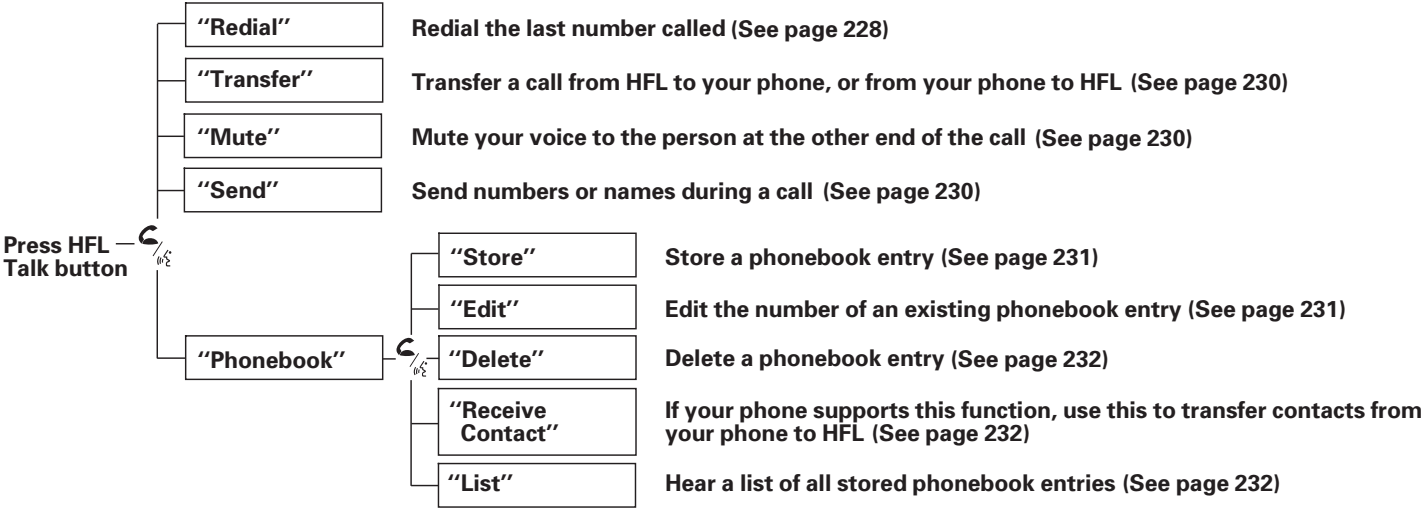 ‘‘Redial’’ Redial the last number called (See page 228)
‘‘Transfer’’ Transfer a call from HFL to your phone, or from your phone to HFL (See page 230)
‘‘Mute’’ Mute your voice to the person at the other end of the call (See page 230)
‘‘Send’’ Send numbers or names during a call (See page 230)
Press HFL
Talk button
‘‘Phonebook’’
‘‘Store’’ Store a phonebook entry (See page 231)
‘‘Edit’’ Edit the number of an existing phonebook entry (See page 231)
‘‘Delete’’ Delete a phonebook entry (See page 232)
‘‘Receive
Contact’’
If your phone supports this function, use this to transfer contacts from
your phone to HFL (See page 232)
‘‘List’’ Hear a list of all stored phonebook entries (See page 232)